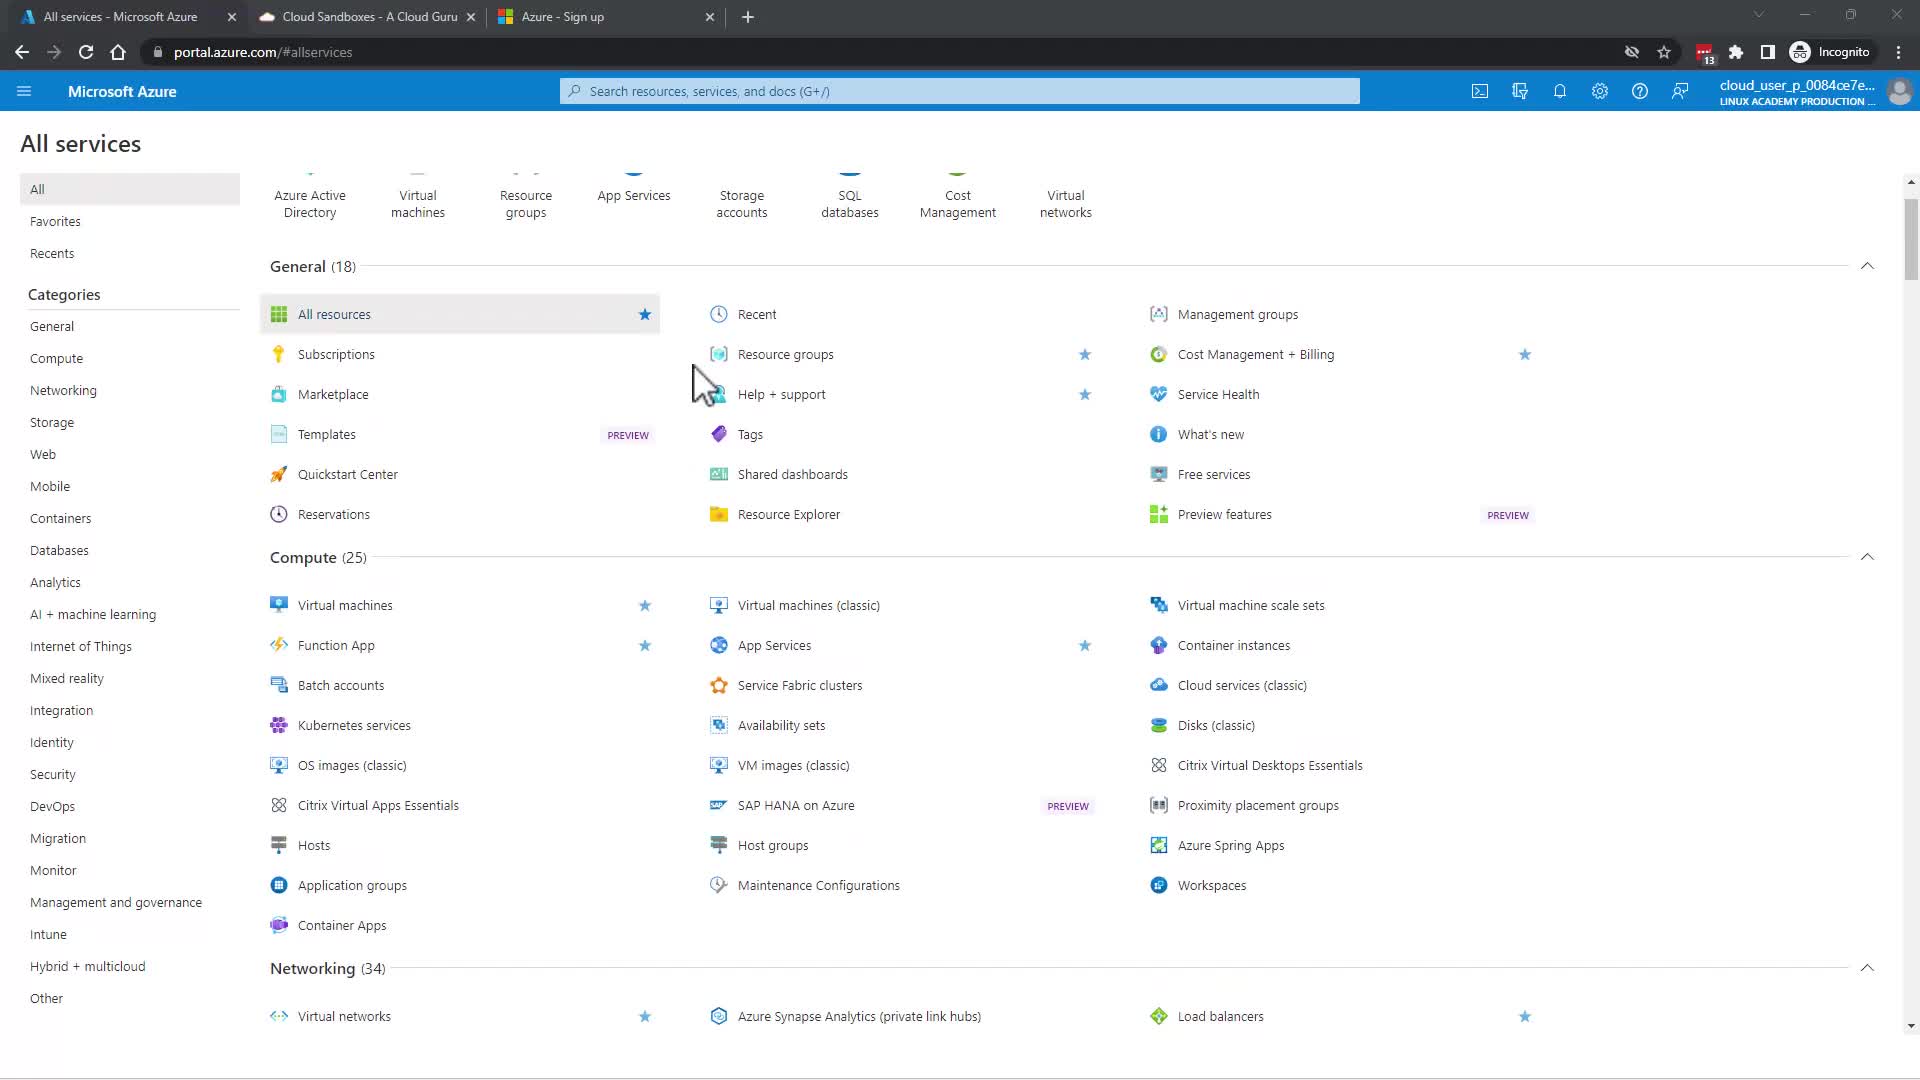 All services - Microsoft Azure
Cloud Sandboxes - A Cloud Guru
Azure - Sign up
portal.azure.com/#allservices
13
Incognito
Microsoft Azure
Search resources, services, and docs (G+/)
cloud_user_p_0084ce7e...
LINUX ACADEMY PRODUCTION ...
All services
All
Favorites
Recents
Categories
General
Compute
Networking
Storage
Web
Mobile
Containers
Databases
Analytics
AI + machine learning
Internet of Things
Mixed reality
Integration
Identity
Security
DevOps
Migration
Monitor
Management and governance
Intune
Hybrid + multicloud
Other
Azure Active
Directory
Virtual
machines
Resource
groups
App Services
Storage
accounts
SQL
databases
Cost
Management
Virtual
networks
General (18)
All resources
Recent
Management groups
Subscriptions
Resource groups
Cost Management + Billing
Marketplace
Help + support
Service Health
Templates PREVIEW
Tags
What's new
Quickstart Center
Shared dashboards
Free services
Reservations
Resource Explorer
Preview features PREVIEW
Compute (25)
Virtual machines
Virtual machines (classic)
Virtual machine scale sets
Function App
App Services
Container instances
Batch accounts
Service Fabric clusters
Cloud services (classic)
Kubernetes services
Availability sets
Disks (classic)
OS images (classic)
VM images (classic)
Citrix Virtual Desktops Essentials
Citrix Virtual Apps Essentials
SAP HANA on Azure PREVIEW
Proximity placement groups
Hosts
Host groups
Azure Spring Apps
Application groups
Maintenance Configurations
Workspaces
Container Apps
Networking (34)
Virtual networks
Azure Synapse Analytics (private link hubs)
Load balancers